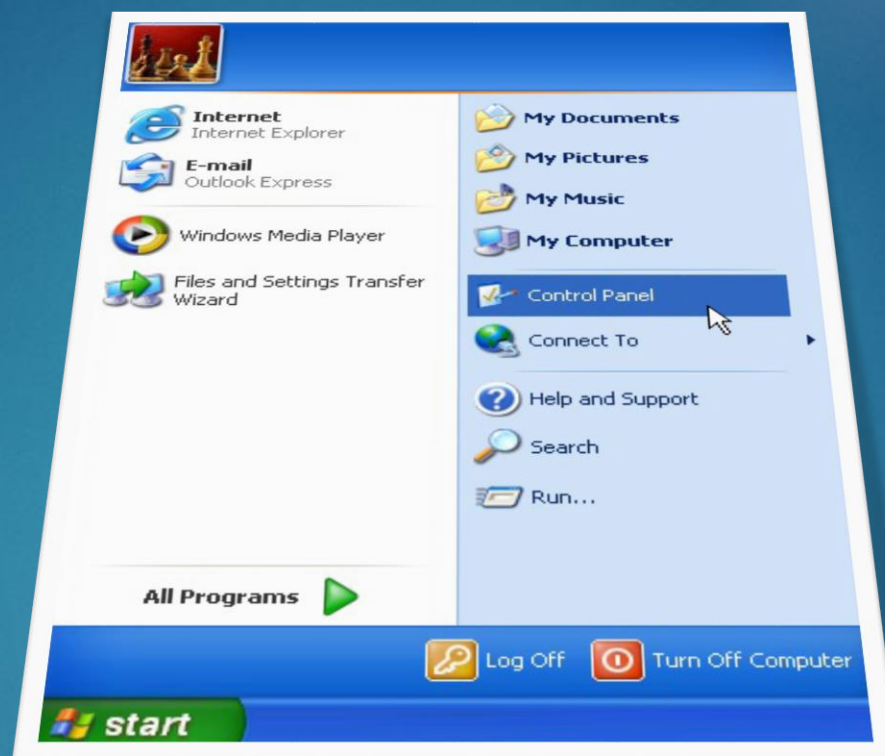 Internet
Internet Explorer
E-mail
Outlook Express
Windows Media Player
Files and Settings Transfer
Wizard
All Programs
My Documents
My Pictures
My Music
My Computer
Control Panel
Connect To
Help and Support
Search
Run...
Log Off
Turn Off Computer
start